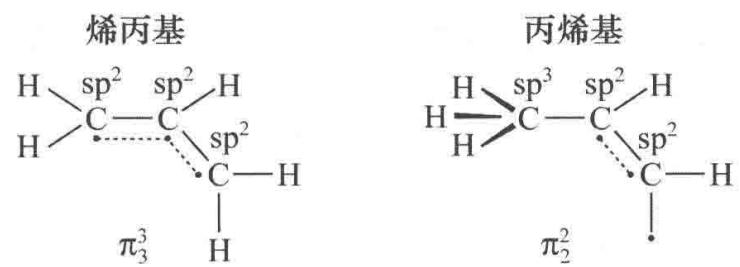 烯丙基
丙烯基
H sp² sp² H
C C
sp²
H C H
H
π₃³
H sp³ sp² H
H C C
sp²
H C H
π₂²